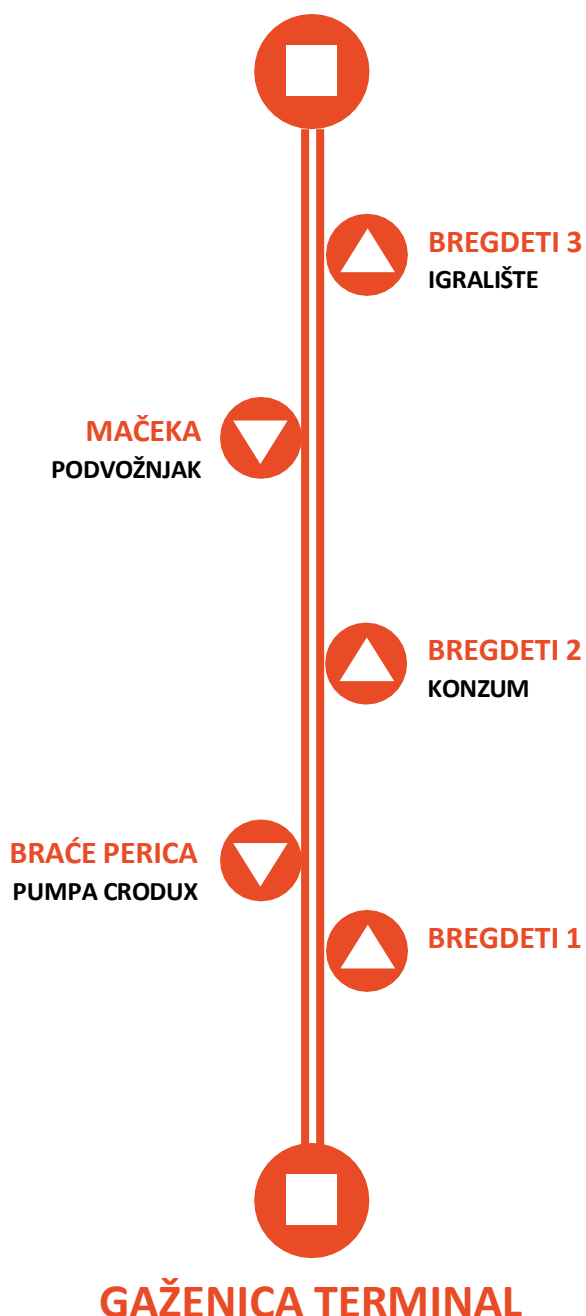 BREGDETI 3
IGRALIŠTE
MAČEKA
PODVOŽNJAK
BREGDETI 2
KONZUM
BRAĆE PERICA
PUMPA CRODUX
BREGDETI 1
GAŽENICA TERMINAL